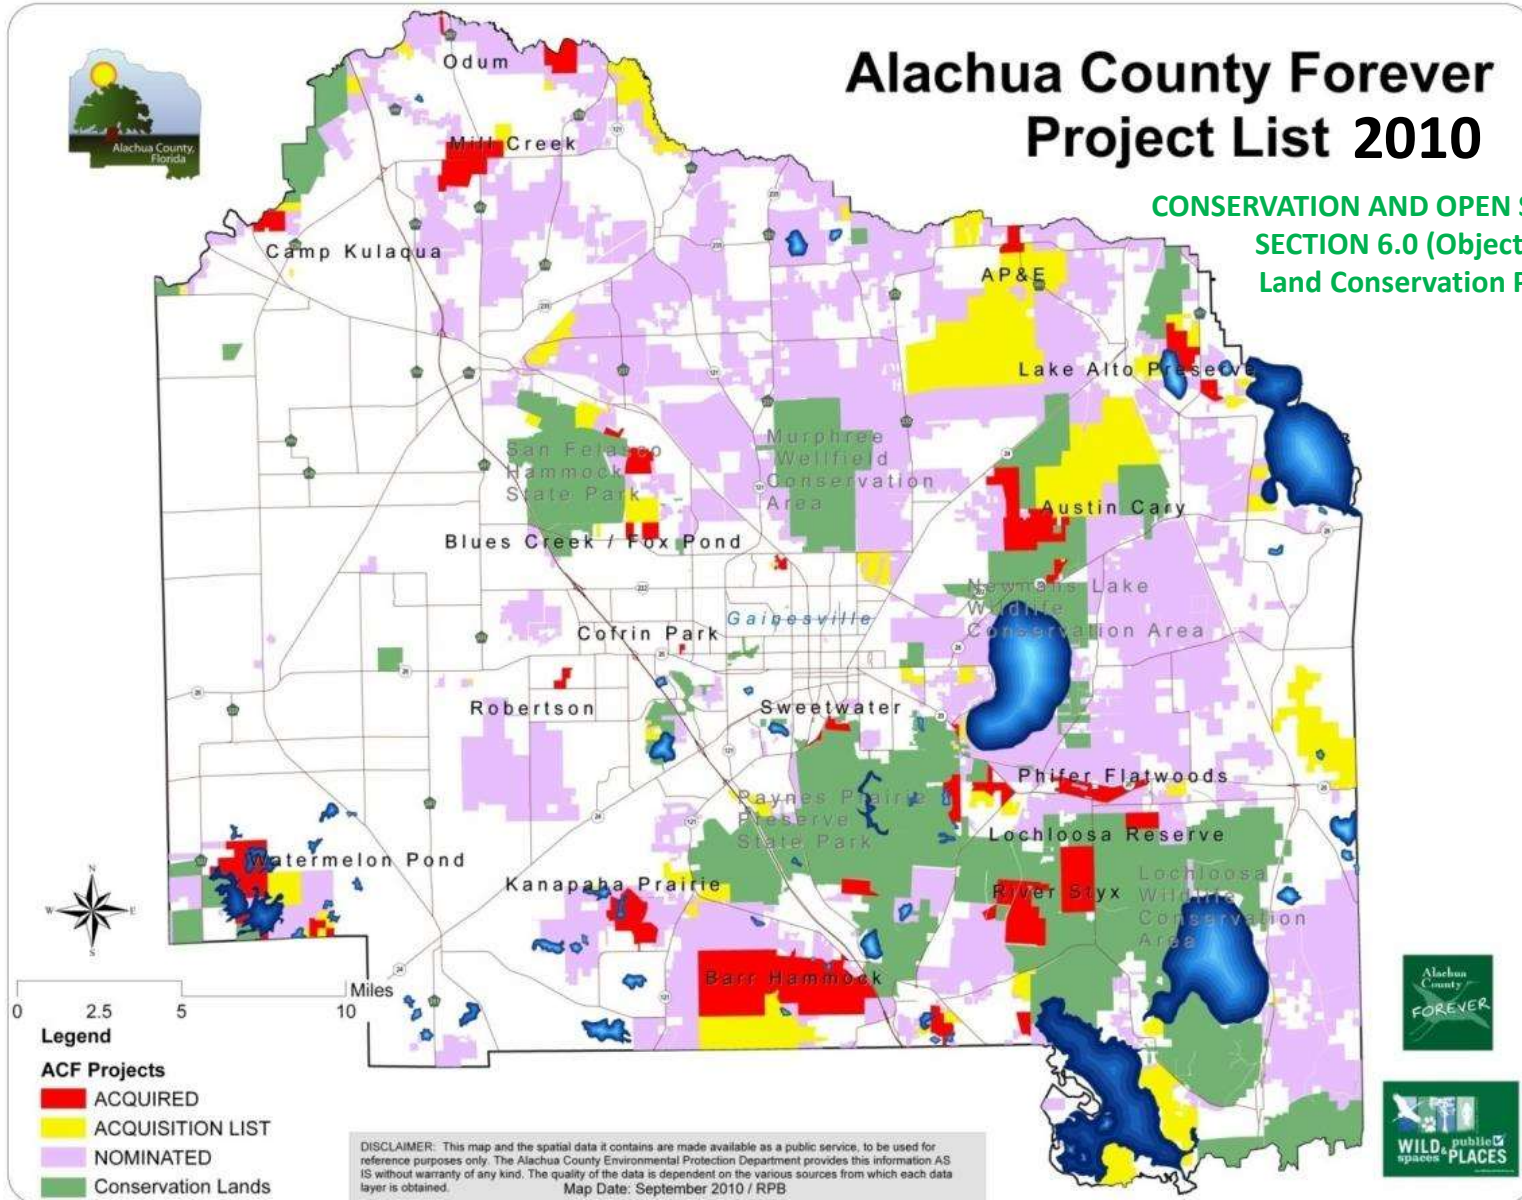 Alachua County Forever
Project List 2010
CONSERVATION AND OPEN S
SECTION 6.0 (Object
Land Conservation P
Alachua County,
Florida
Odum
Mill Creek
Camp Kulaqua
AP&E
Lake Alto Preserve
San Felasco
Hammock
State Park
Murphree
Wellfield
Conservation
Area
Austin Cary
Blues Creek / Fox Pond
Newnans Lake
Wildlife
Conservation Area
Gainesville
Cofrin Park
Robertson
Sweetwater
Phifer Flatwoods
Paynes Prairie
Preserve
State Park
Lochloosa Reserve
Watermelon Pond
Kanapaha Prairie
River Styx
Lochloosa
Wildlife
Conservation
Area
Barr Hammock
N
W E
S
Miles
0 2.5 5 10
Legend
ACF Projects
ACQUIRED
ACQUISITION LIST
NOMINATED
Conservation Lands
DISCLAIMER: This map and the spatial data it contains are made available as a public service, to be used for
reference purposes only. The Alachua County Environmental Protection Department provides this information AS
IS without warranty of any kind. The quality of the data is dependent on the various sources from which each data
layer is obtained.
Map Date: September 2010 / RPB
Alachua
County
FOREVER
WILD & public
spaces PLACES